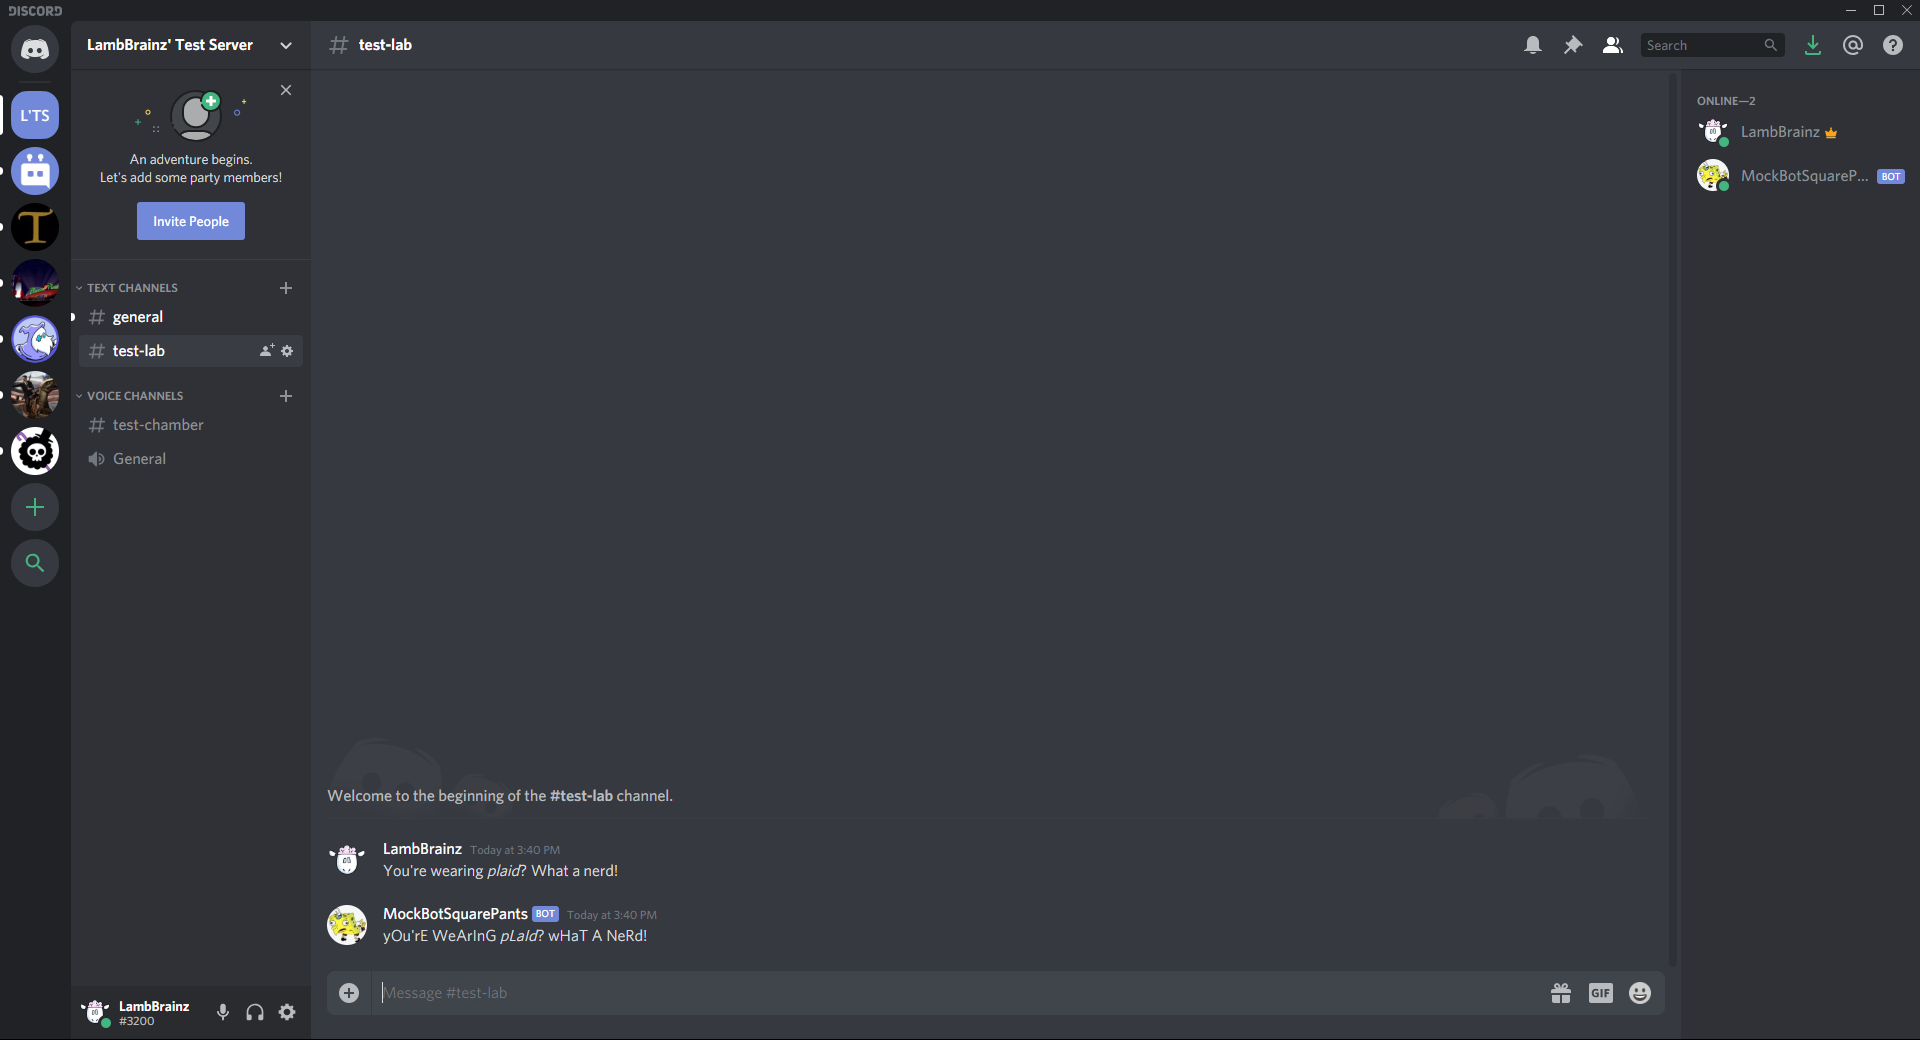 DISCORD
LambBrainz' Test Server
test-lab
Search
L'TS
T
An adventure begins.
Let's add some party members!
Invite People
TEXT CHANNELS
general
test-lab
VOICE CHANNELS
test-chamber
General
Welcome to the beginning of the #test-lab channel.
LambBrainz Today at 3:40 PM
You're wearing plaid? What a nerd!
MockBotSquarePants BOT Today at 3:40 PM
yOu'rE WeArInG pLaId? wHaT A NeRd!
Message #test-lab
GIF
LambBrainz
#3200
ONLINE—2
LambBrainz
MockBotSquareP... BOT